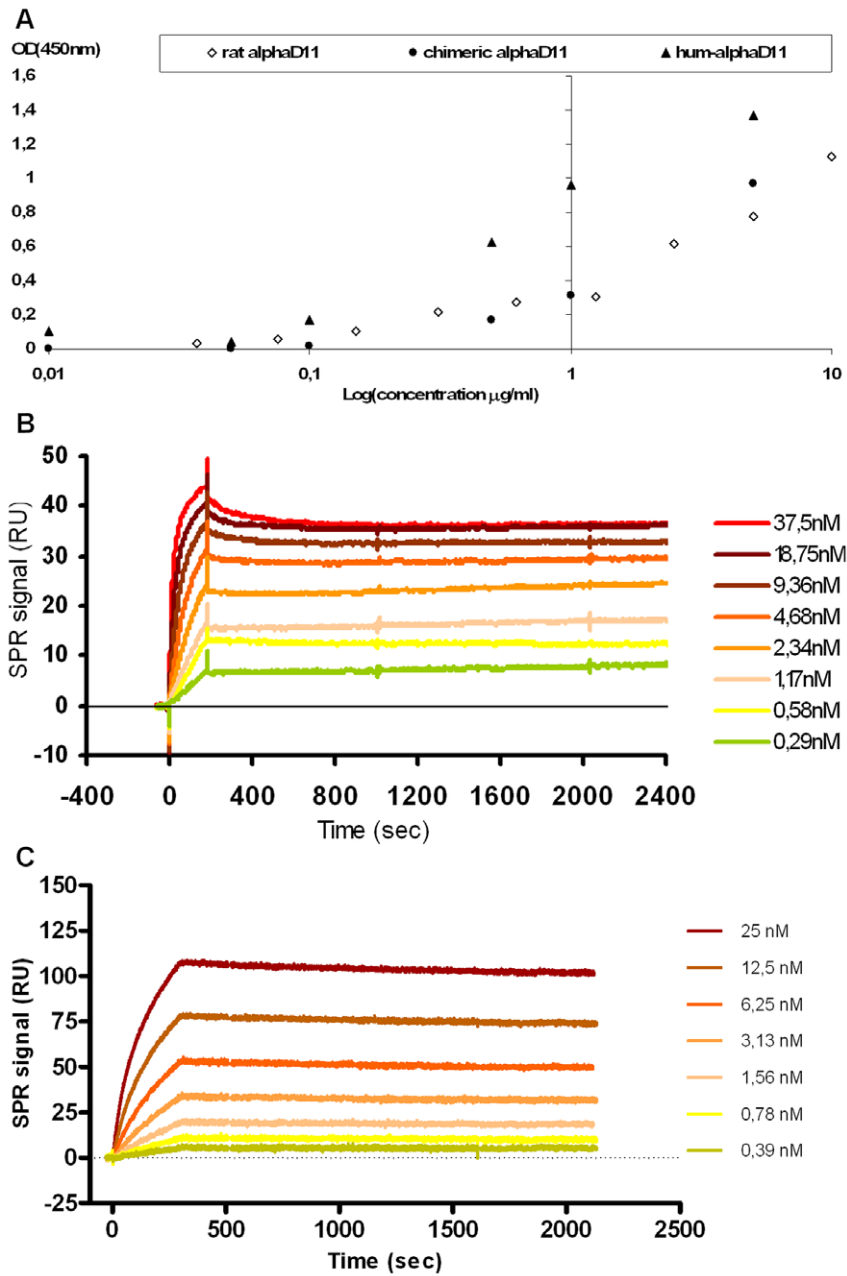 A
OD(450nm)
rat alphaD11 chimeric alphaD11 hum-alphaD11
1,6
1,4
1,2
1
0,8
0,6
0,4
0,2
0
0,01 0,1 1 10
Log(concentration μg/ml)
B
SPR signal (RU)
50
40
30
20
10
0
-10
-400 0 400 800 1200 1600 2000 2400
Time (sec)
37,5nM
18,75nM
9,36nM
4,68nM
2,34nM
1,17nM
0,58nM
0,29nM
C
SPR signal (RU)
150
125
100
75
50
25
0
-25
0 500 1000 1500 2000 2500
Time (sec)
25 nM
12,5 nM
6,25 nM
3,13 nM
1,56 nM
0,78 nM
0,39 nM